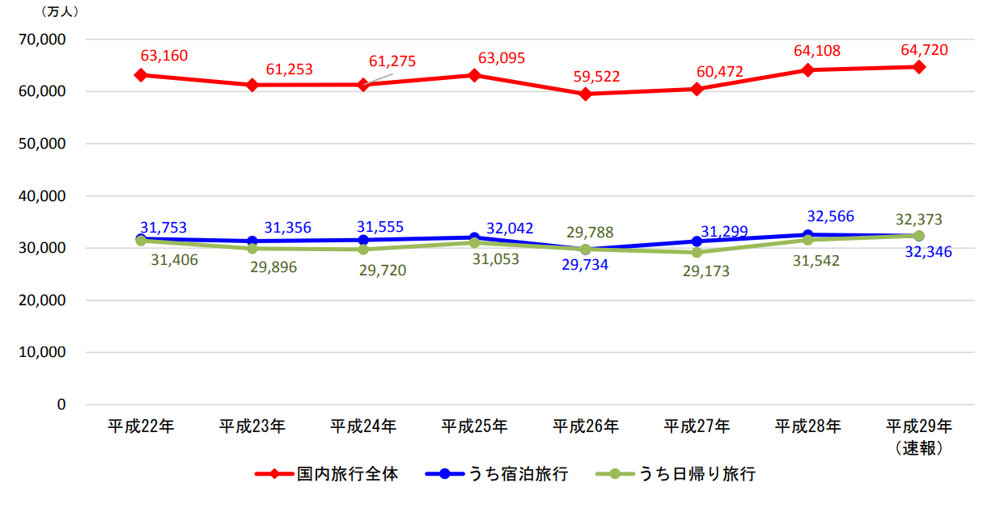 （万人）
70,000
60,000
50,000
40,000
30,000
20,000
10,000
0
63,160
61,253
61,275
63,095
59,522
60,472
64,108
64,720
31,753
31,356
31,555
32,042
29,788
31,299
32,566
32,373
31,406
29,896
29,720
31,053
29,734
29,173
31,542
32,346
平成22年
平成23年
平成24年
平成25年
平成26年
平成27年
平成28年
平成29年
（速報）
国内旅行全体
うち宿泊旅行
うち日帰り旅行